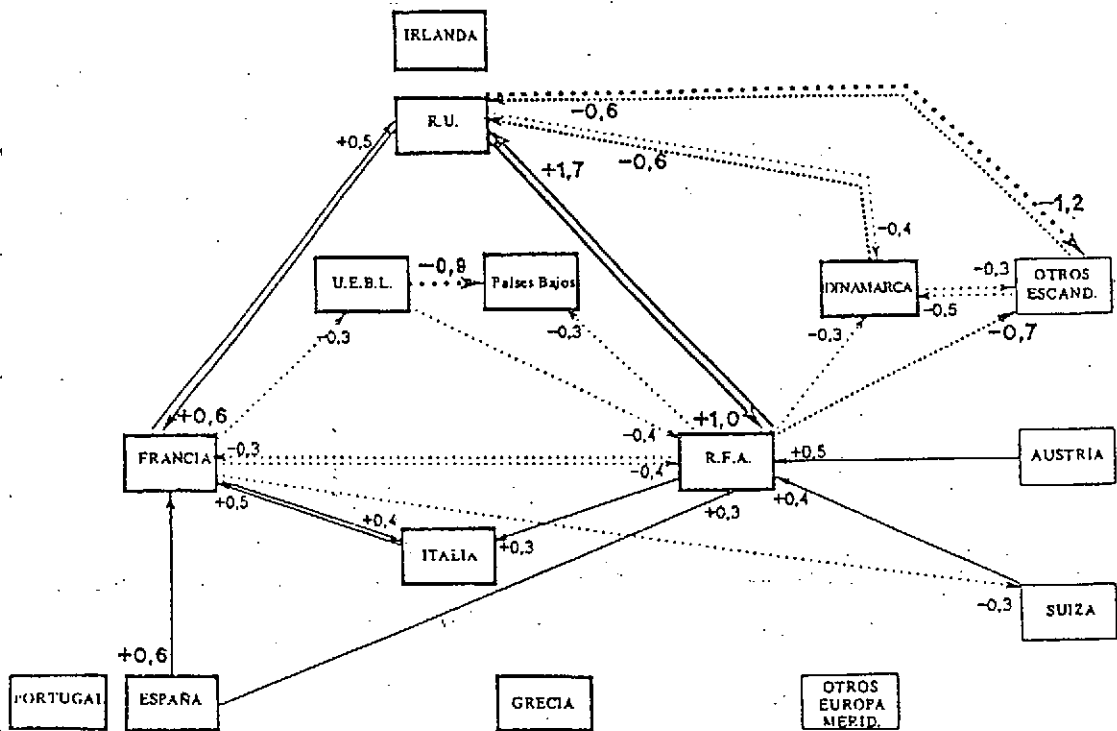 IRLANDA
R.U.
-0,6
+0,5
-0,6
+1,7
-1,2
-0,4
U.E.B.L.
-0,9
Países Bajos
DINAMARCA
-0,3
OTROS
ESCAND.
-0,5
-0,3
-0,3
-0,3
-0,7
+0,6
+1,0
-0,4
FRANCIA
-0,3
-0,4
R.F.A.
+0,5
AUSTRIA
+0,5
+0,4
+0,3
+0,4
ITALIA
+0,3
-0,3
SUIZA
+0,6
PORTUGAL
ESPAÑA
GRECIA
OTROS
EUROPA
MERID.